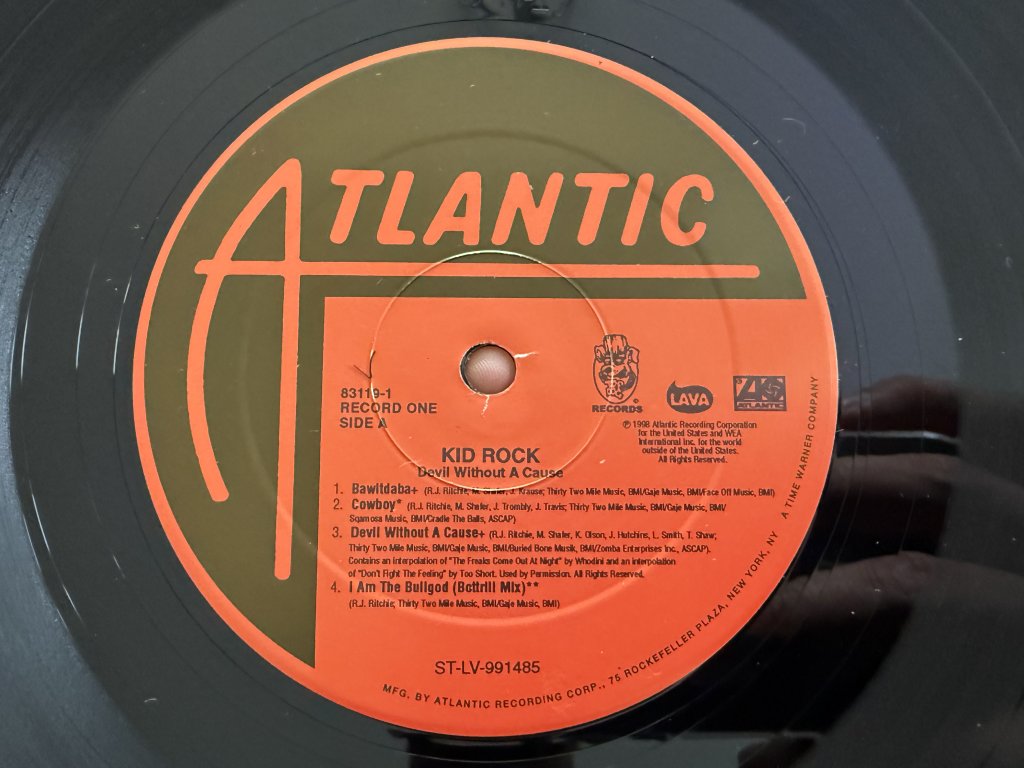 ATLANTIC
83119-1
RECORD ONE
SIDE A
RECORDS
LAVA
ATLANTIC
℗ 1998 Atlantic Recording Corporation
for the United States and WEA
International Inc. for the world
outside of the United States.
All Rights Reserved.
KID ROCK
Devil Without A Cause
1. Bawitdaba+ (R.J. Ritchie, M. Shafer, J. Krause; Thirty Two Mile Music, BMI/Gaje Music, BMI/Face Off Music, BMI)
2. Cowboy* (R.J. Ritchie, M. Shafer, J. Trombly, J. Travis; Thirty Two Mile Music, BMI/Gaje Music, BMI/
Sqamosa Music, BMI/Cradle The Balls, ASCAP)
3. Devil Without A Cause+ (R.J. Ritchie, M. Shafer, K. Olson, J. Hutchins, L. Smith, T. Shaw;
Thirty Two Mile Music, BMI/Gaje Music, BMI/Buried Bone Musik, BMI/Zomba Enterprises Inc., ASCAP).
Contains an interpolation of "The Freaks Come Out At Night" by Whodini and an interpolation
of "Don't Fight The Feeling" by Too Short. Used by Permission. All Rights Reserved.
4. I Am The Bullgod (Bottrill Mix)**
(R.J. Ritchie; Thirty Two Mile Music, BMI/Gaje Music, BMI)
ST-LV-991485
MFG. BY ATLANTIC RECORDING CORP., 75 ROCKEFELLER PLAZA, NEW YORK, NY A TIME WARNER COMPANY